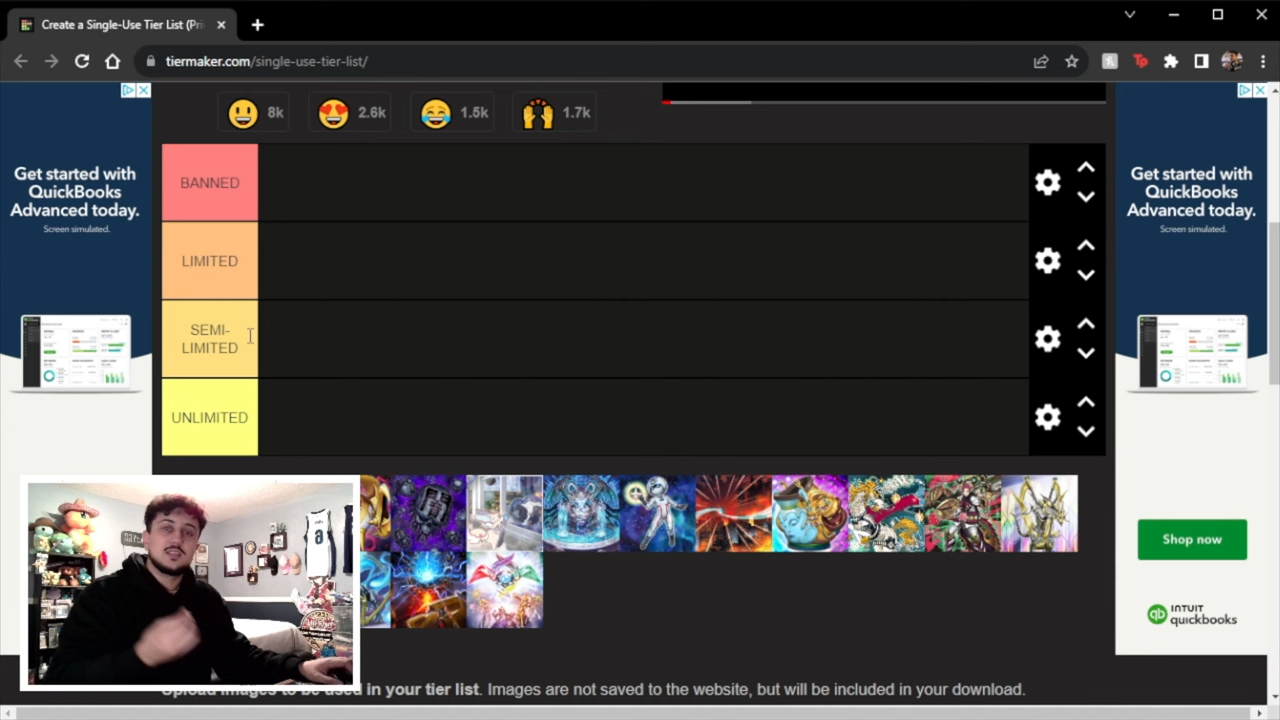 Create a Single-Use Tier List (Pri
tiermaker.com/single-use-tier-list/
8k
2.6k
1.5k
1.7k
Get started with
QuickBooks
Advanced today.
Screen simulated.
BANNED
LIMITED
SEMI-
LIMITED
UNLIMITED
Get started with
QuickBooks
Advanced today.
Screen simulated.
Shop now
qb INTUIT
quickbooks
Upload images to be used in your tier list. Images are not saved to the website, but will be included in your download.